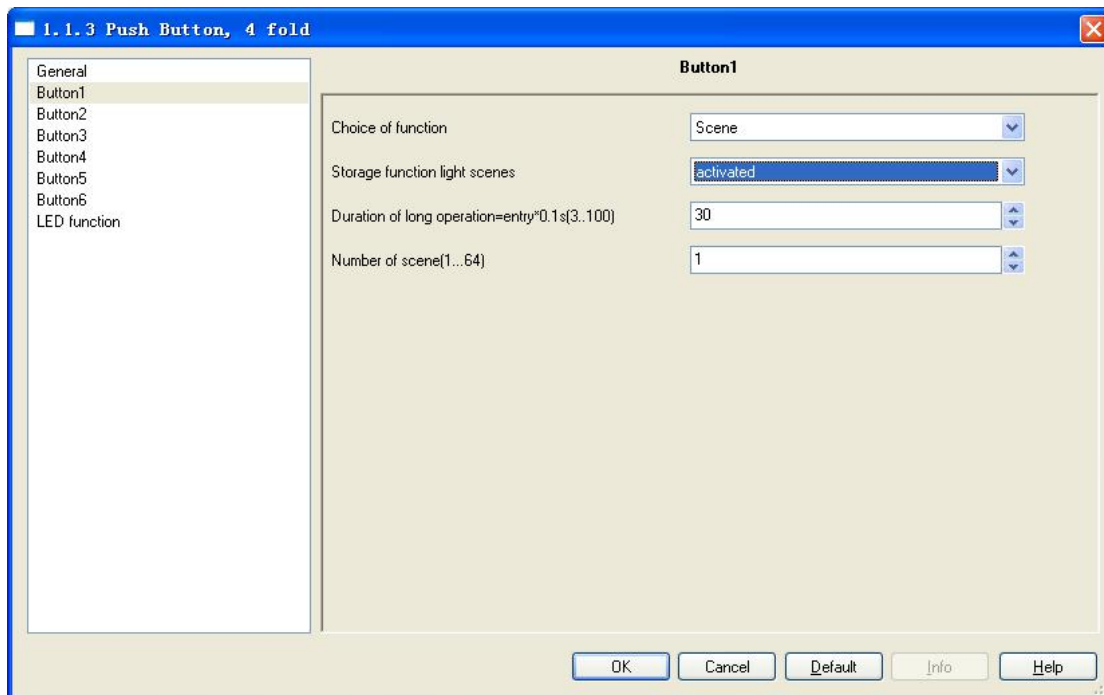 1.1.3 Push Button, 4 fold
General
Button1
Button2
Button3
Button4
Button5
Button6
LED function
Button1
Choice of function
Scene
Storage function light scenes
activated
Duration of long operation=entry*0.1s(3..100)
30
Number of scene(1...64)
1
OK
Cancel
Default
Info
Help